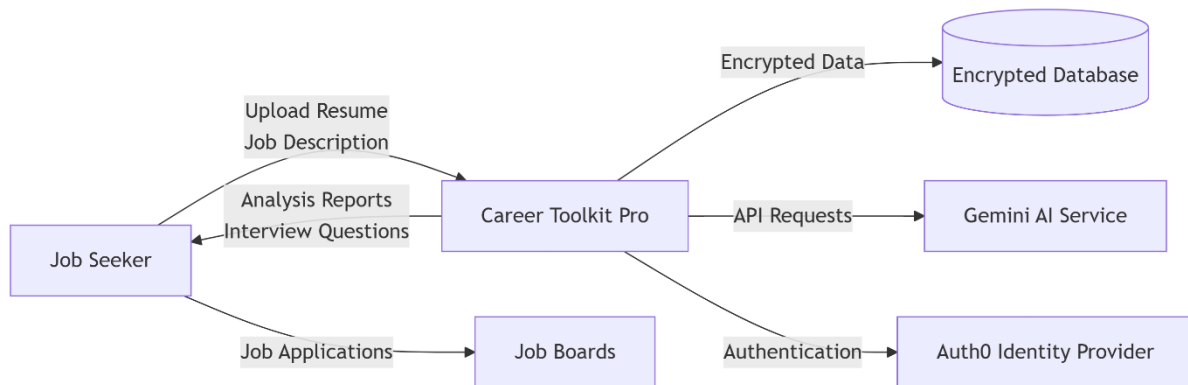 Encrypted Data
Encrypted Database
Upload Resume
Job Description
Analysis Reports
Interview Questions
Career Toolkit Pro
API Requests
Gemini AI Service
Job Seeker
Job Applications
Job Boards
Authentication
Auth0 Identity Provider